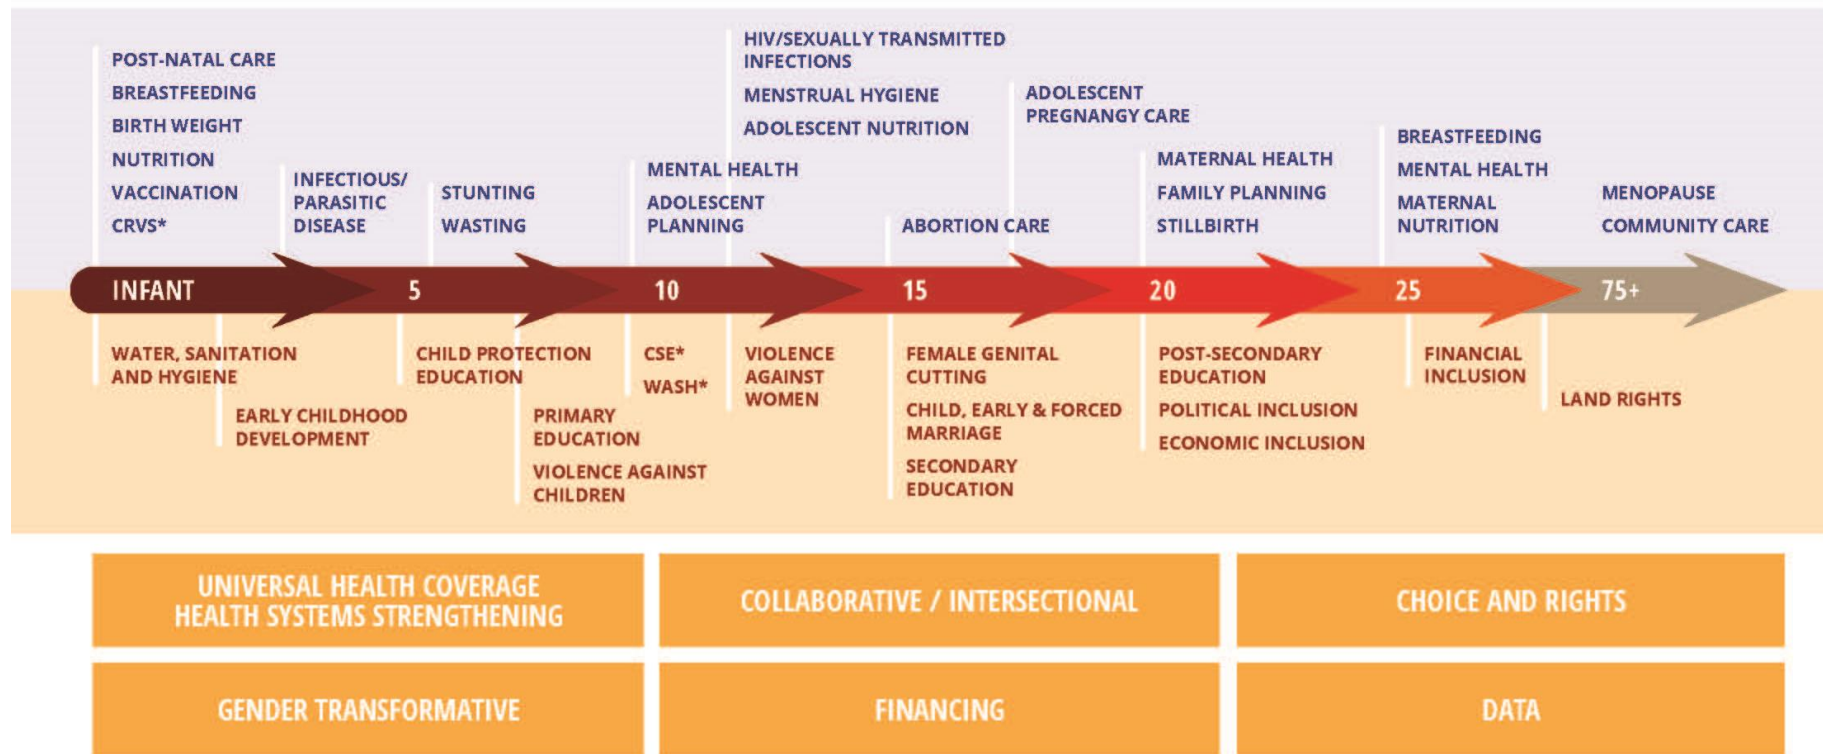 POST-NATAL CARE
BREASTFEEDING
BIRTH WEIGHT
NUTRITION
VACCINATION
CRVS*
INFECTIOUS/
PARASITIC
DISEASE
STUNTING
WASTING
MENTAL HEALTH
ADOLESCENT
PLANNING
HIV/SEXUALLY TRANSMITTED
INFECTIONS
MENSTRUAL HYGIENE
ADOLESCENT NUTRITION
ABORTION CARE
ADOLESCENT
PREGNANGY CARE
MATERNAL HEALTH
FAMILY PLANNING
STILLBIRTH
BREASTFEEDING
MENTAL HEALTH
MATERNAL
NUTRITION
MENOPAUSE
COMMUNITY CARE
INFANT
5
10
15
20
25
75+
WATER, SANITATION
AND HYGIENE
EARLY CHILDHOOD
DEVELOPMENT
CHILD PROTECTION
EDUCATION
PRIMARY
EDUCATION
VIOLENCE AGAINST
CHILDREN
CSE*
WASH*
VIOLENCE
AGAINST
WOMEN
FEMALE GENITAL
CUTTING
CHILD, EARLY & FORCED
MARRIAGE
SECONDARY
EDUCATION
POST-SECONDARY
EDUCATION
POLITICAL INCLUSION
ECONOMIC INCLUSION
FINANCIAL
INCLUSION
LAND RIGHTS
UNIVERSAL HEALTH COVERAGE
HEALTH SYSTEMS STRENGTHENING
COLLABORATIVE / INTERSECTIONAL
CHOICE AND RIGHTS
GENDER TRANSFORMATIVE
FINANCING
DATA